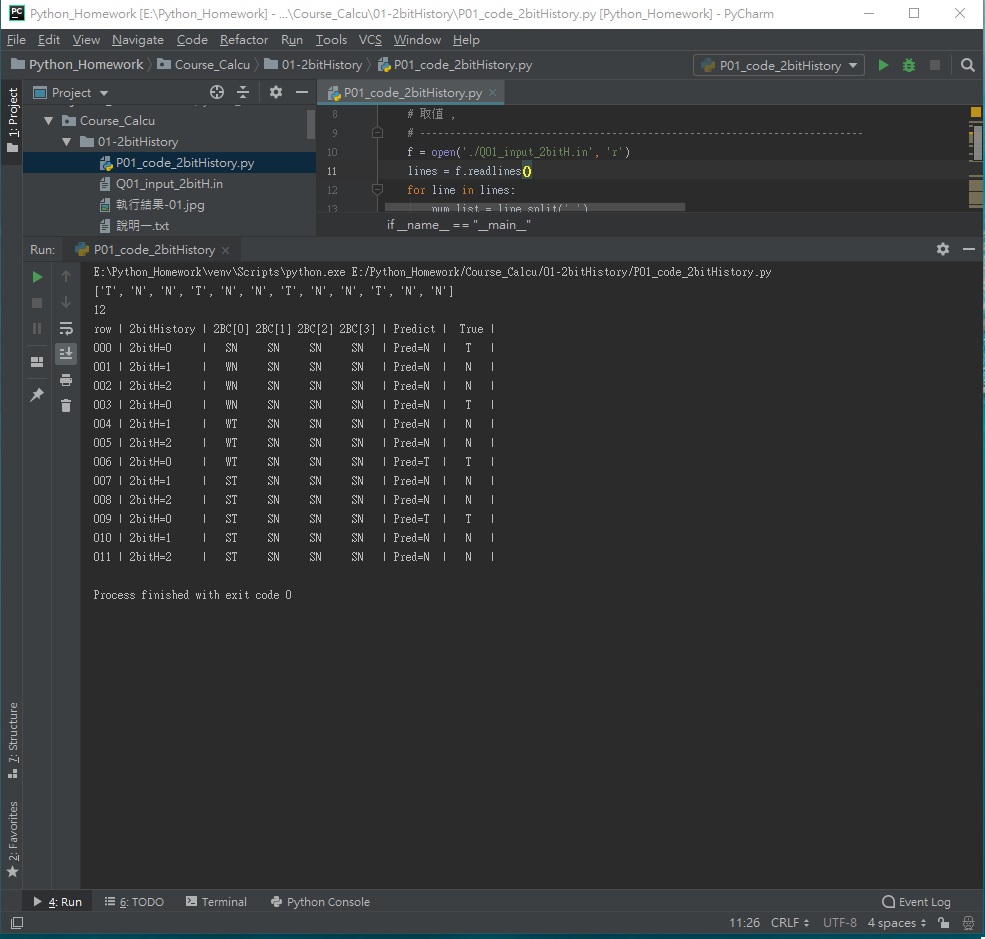 PC Python_Homework [E:\Python_Homework] - ...\Course_Calcu\01-2bitHistory\P01_code_2bitHistory.py [Python_Homework] - PyCharm
File Edit View Navigate Code Refactor Run Tools VCS Window Help
Python_Homework Course_Calcu 01-2bitHistory P01_code_2bitHistory.py P01_code_2bitHistory
1: Project
Project
Course_Calcu
01-2bitHistory
P01_code_2bitHistory.py
Q01_input_2bitH.in
執行結果-01.jpg
說明一.txt
P01_code_2bitHistory.py
8 # 取值 ,
9 # --------------------------------------------------------------------------
10 f = open('./Q01_input_2bitH.in', 'r')
11 lines = f.readlines()
12 for line in lines:
13 num_list = line.split(' ')
if __name__ == "__main__"
Run: P01_code_2bitHistory
E:\Python_Homework\venv\Scripts\python.exe E:/Python_Homework/Course_Calcu/01-2bitHistory/P01_code_2bitHistory.py
['T', 'N', 'N', 'T', 'N', 'N', 'T', 'N', 'N', 'T', 'N', 'N']
12
row | 2bitHistory | 2BC[0] 2BC[1] 2BC[2] 2BC[3] | Predict | True |
000 | 2bitH=0 | SN SN SN SN | Pred=N | T |
001 | 2bitH=1 | WN SN SN SN | Pred=N | N |
002 | 2bitH=2 | WN SN SN SN | Pred=N | N |
003 | 2bitH=0 | WN SN SN SN | Pred=N | T |
004 | 2bitH=1 | WT SN SN SN | Pred=N | N |
005 | 2bitH=2 | WT SN SN SN | Pred=N | N |
006 | 2bitH=0 | WT SN SN SN | Pred=T | T |
007 | 2bitH=1 | ST SN SN SN | Pred=N | N |
008 | 2bitH=2 | ST SN SN SN | Pred=N | N |
009 | 2bitH=0 | ST SN SN SN | Pred=T | T |
010 | 2bitH=1 | ST SN SN SN | Pred=N | N |
011 | 2bitH=2 | ST SN SN SN | Pred=N | N |
Process finished with exit code 0
7: Structure
2: Favorites
4: Run 6: TODO Terminal Python Console Event Log
11:26 CRLF UTF-8 4 spaces